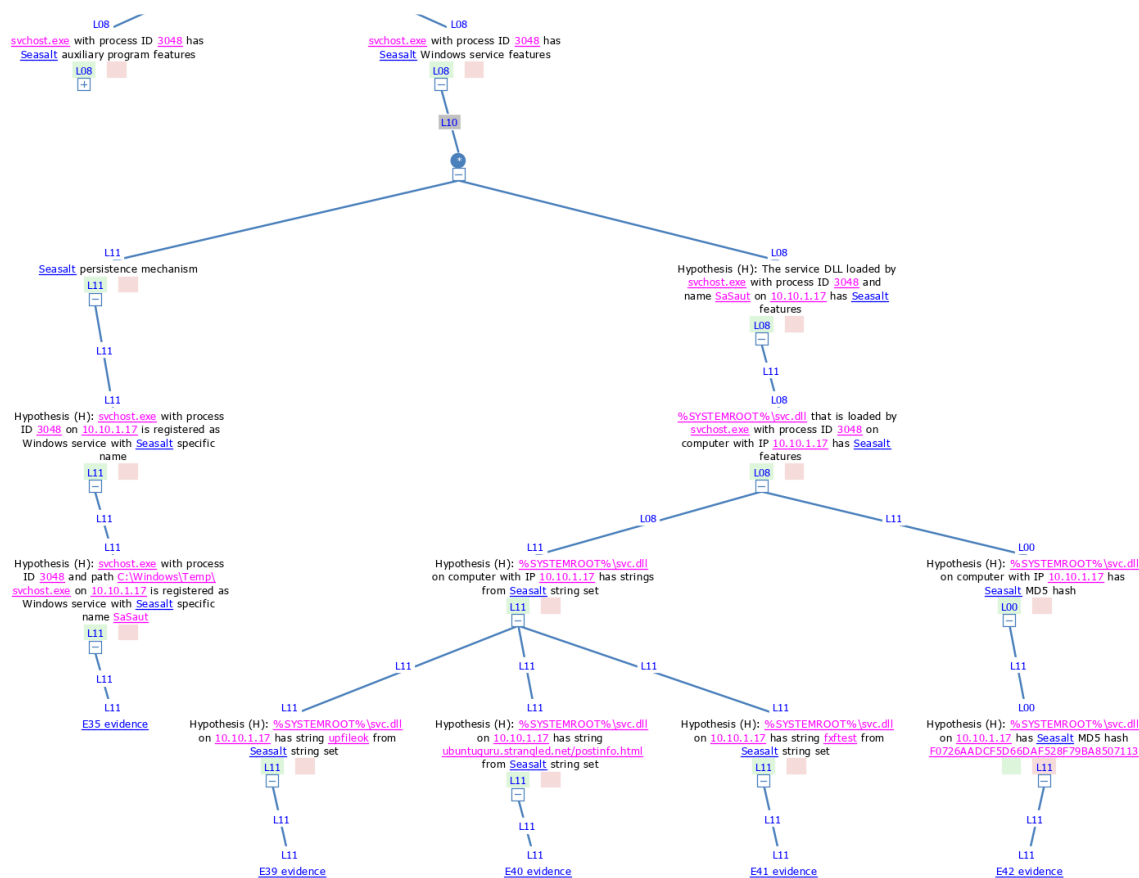 L08
L08
svchost.exe with process ID 3048 has
Seasalt auxiliary program features
L08
+
svchost.exe with process ID 3048 has
Seasalt Windows service features
L08
−
L10
*
−
L11
Seasalt persistence mechanism
L11
−
L08
Hypothesis (H): The service DLL loaded by
svchost.exe with process ID 3048 and
name SaSaut on 10.10.1.17 has Seasalt
features
L08
−
L11
L11
L11
Hypothesis (H): svchost.exe with process
ID 3048 on 10.10.1.17 is registered as
Windows service with Seasalt specific
name
L11
−
L08
%SYSTEMROOT%\svc.dll that is loaded by
svchost.exe with process ID 3048 on
computer with IP 10.10.1.17 has Seasalt
features
L08
−
L11
L08
L11
L11
Hypothesis (H): svchost.exe with process
ID 3048 and path C:\Windows\Temp\
svchost.exe on 10.10.1.17 is registered as
Windows service with Seasalt specific
name SaSaut
L11
−
L11
Hypothesis (H): %SYSTEMROOT%\svc.dll
on computer with IP 10.10.1.17 has strings
from Seasalt string set
L11
−
L00
Hypothesis (H): %SYSTEMROOT%\svc.dll
on computer with IP 10.10.1.17 has
Seasalt MD5 hash
L00
−
L11
L11
L11
L11
L11
L11
E35 evidence
L11
Hypothesis (H): %SYSTEMROOT%\svc.dll
on 10.10.1.17 has string upfileok from
Seasalt string set
L11
−
L11
Hypothesis (H): %SYSTEMROOT%\svc.dll
on 10.10.1.17 has string
ubuntuguru.strangled.net/postinfo.html
from Seasalt string set
L11
−
L11
Hypothesis (H): %SYSTEMROOT%\svc.dll
on 10.10.1.17 has string fxftest from
Seasalt string set
L11
−
L00
Hypothesis (H): %SYSTEMROOT%\svc.dll
on 10.10.1.17 has Seasalt MD5 hash
F0726AADCF5D66DAF528F79BA8507113
L11
−
L11
L11
L11
L11
L11
E39 evidence
L11
E40 evidence
L11
E41 evidence
L11
E42 evidence